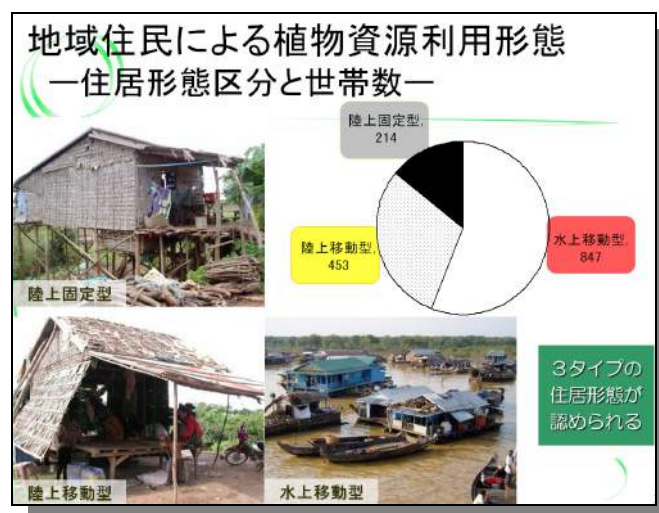 地域住民による植物資源利用形態
―住居形態区分と世帯数―
陸上固定型,
214
陸上移動型,
453
水上移動型,
847
陸上固定型
陸上移動型
水上移動型
3タイプの
住居形態が
認められる